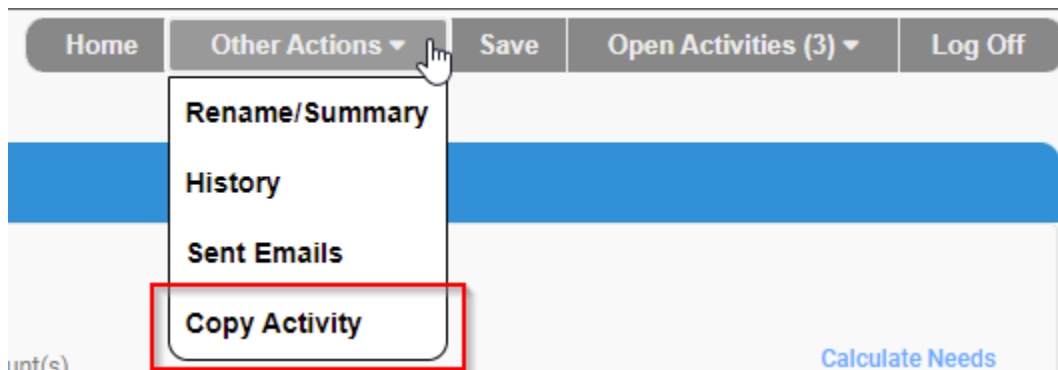 Home Other Actions Save Open Activities (3) Log Off
Rename/Summary
History
Sent Emails
Copy Activity
Calculate Needs